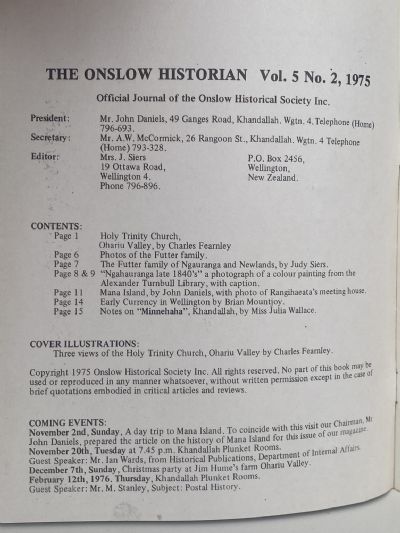 THE ONSLOW HISTORIAN Vol. 5 No. 2, 1975
Official Journal of the Onslow Historical Society Inc.
President: Mr. John Daniels, 49 Ganges Road, Khandallah. Wgtn. 4. Telephone (Home)
796-693.
Secretary: Mr. A.W. McCormick, 26 Rangoon St., Khandallah. Wgtn. 4 Telephone
(Home) 793-328.
Editor: Mrs. J. Siers P.O. Box 2456,
19 Ottawa Road, Wellington,
Wellington 4. New Zealand.
Phone 796-896.
CONTENTS:
Page 1 Holy Trinity Church,
Ohariu Valley, by Charles Fearnley
Page 6 Photos of the Futter family.
Page 7 The Futter family of Ngauranga and Newlands, by Judy Siers.
Page 8 & 9 "Ngahauranga late 1840's" a photograph of a colour painting from the
Alexander Turnbull Library, with caption.
Page 11 Mana Island, by John Daniels, with photo of Rangihaeata's meeting house.
Page 14 Early Currency in Wellington by Brian Mountjoy.
Page 15 Notes on "Minnehaha", Khandallah, by Miss Julia Wallace.
COVER ILLUSTRATIONS:
Three views of the Holy Trinity Church, Ohariu Valley by Charles Fearnley.
Copyright 1975 Onslow Historical Society Inc. All rights reserved. No part of this book may be
used or reproduced in any manner whatsoever, without written permission except in the case of
brief quotations embodied in critical articles and reviews.
COMING EVENTS:
November 2nd, Sunday, A day trip to Mana Island. To coincide with this visit our Chairman, Mr
John Daniels, prepared the article on the history of Mana Island for this issue of our magazine.
November 20th, Tuesday at 7.45 p.m. Khandallah Plunket Rooms.
Guest Speaker: Mr. Ian Wards, from Historical Publications, Department of Internal Affairs.
December 7th, Sunday, Christmas party at Jim Hume's farm Ohariu Valley.
February 12th, 1976. Thursday, Khandallah Plunket Rooms.
Guest Speaker: Mr. M. Stanley, Subject: Postal History.